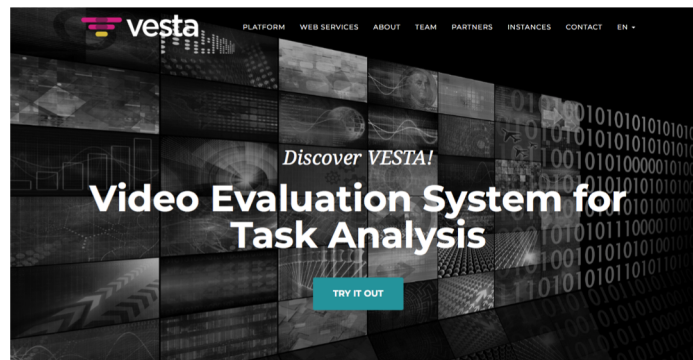 vesta
PLATFORM WEB SERVICES ABOUT TEAM PARTNERS INSTANCES CONTACT EN
Discover VESTA!
Video Evaluation System for
Task Analysis
TRY IT OUT